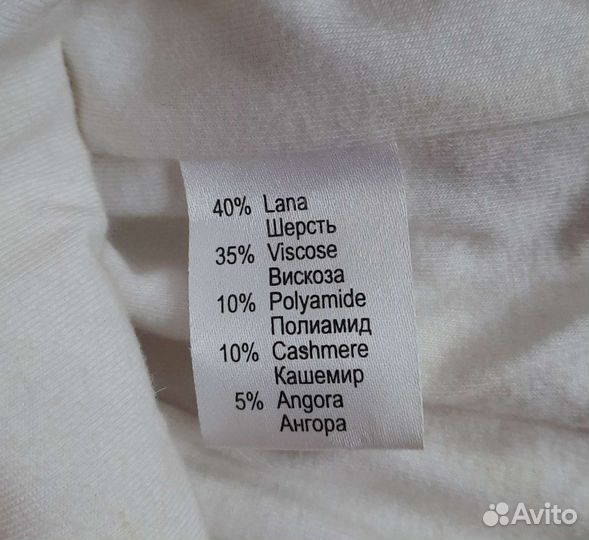 40% Lana
Шерсть
35% Viscose
Вискоза
10% Polyamide
Полиамид
10% Cashmere
Кашемир
5% Angora
Ангора
Avito